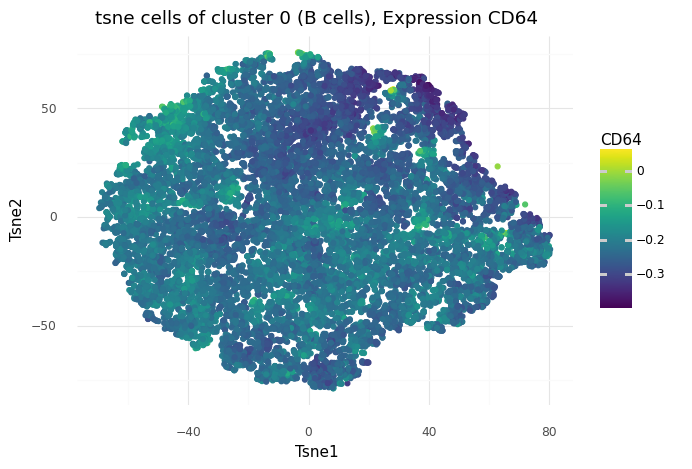 tsne cells of cluster 0 (B cells), Expression CD64
50
0
−50
Tsne2
−40
0
40
80
Tsne1
CD64
0
−0.1
−0.2
−0.3